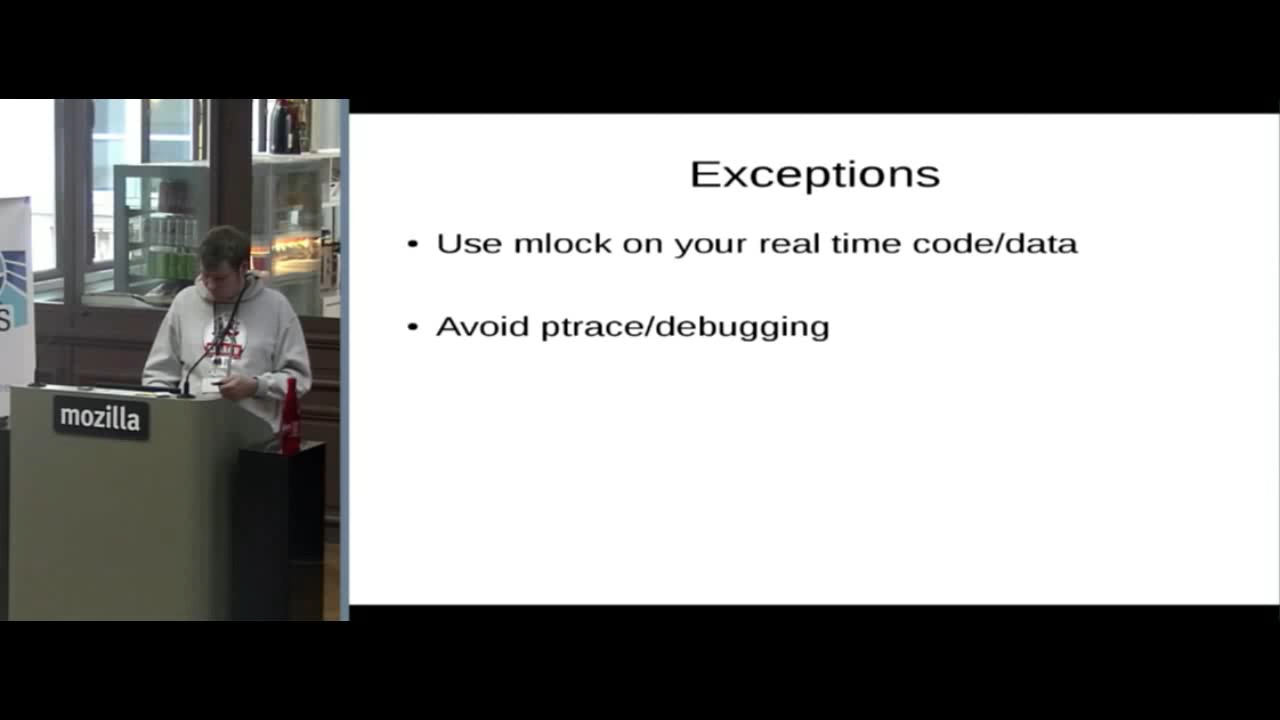 Exceptions
• Use mlock on your real time code/data
• Avoid ptrace/debugging
mozilla
S